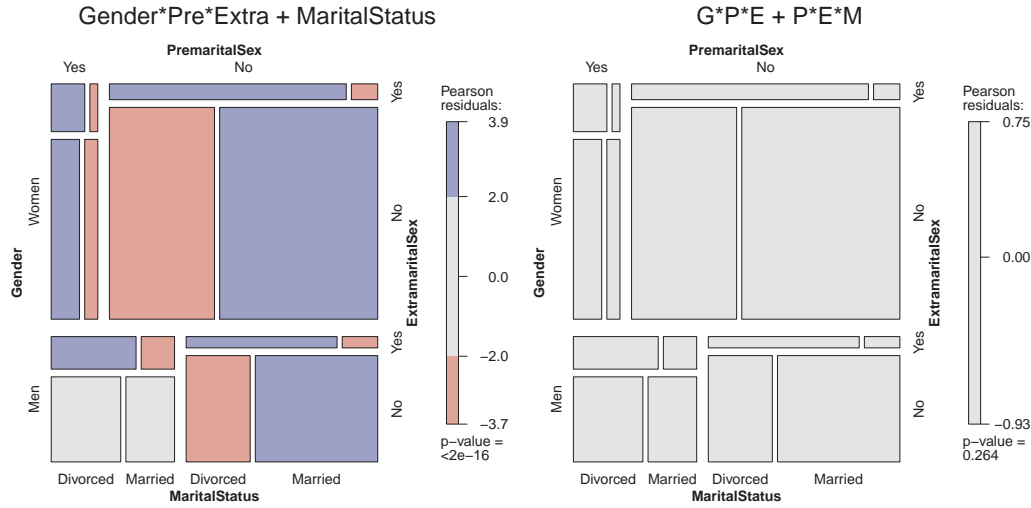 Gender*Pre*Extra + MaritalStatus
PremaritalSex
Yes No
Gender
Women
Men
Yes
No
Yes
No
ExtramaritalSex
Divorced Married Divorced Married
MaritalStatus
Pearson
residuals:
3.9
2.0
0.0
−2.0
−3.7
p−value =
<2e−16
G*P*E + P*E*M
PremaritalSex
Yes No
Gender
Women
Men
Yes
No
Yes
No
ExtramaritalSex
Divorced Married Divorced Married
MaritalStatus
Pearson
residuals:
0.75
0.00
−0.93
p−value =
0.264